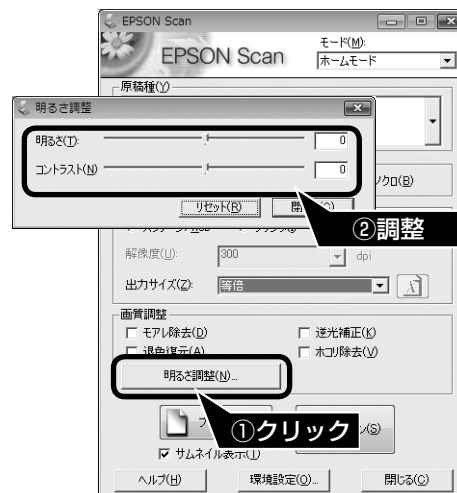 EPSON Scan
EPSON Scan
モード(M):
ホームモード
原稿種(Y)
明るさ調整
明るさ(T):
0
コントラスト(N)
0
リセット(R)
②調整
解像度(U):
300
dpi
出力サイズ(Z):
等倍
画質調整
モアレ除去(D)
逆光補正(K)
退色復元(A)
ホコリ除去(V)
明るさ調整(N)...
①クリック
サムネイル表示(T)
ヘルプ(H)
環境設定(O)...
閉じる(C)